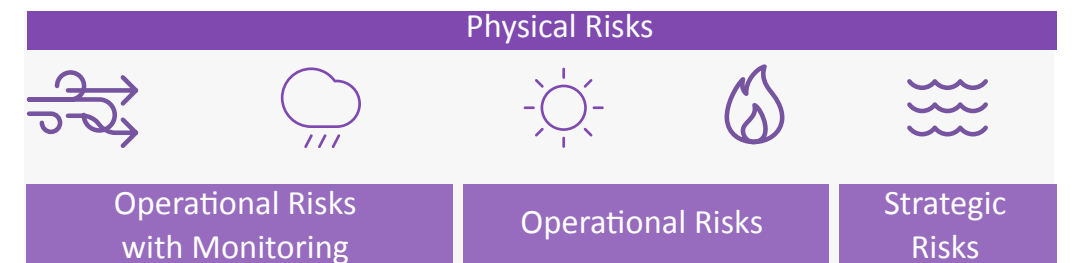 Physical Risks
Operational Risks
with Monitoring
Operational Risks
Strategic
Risks